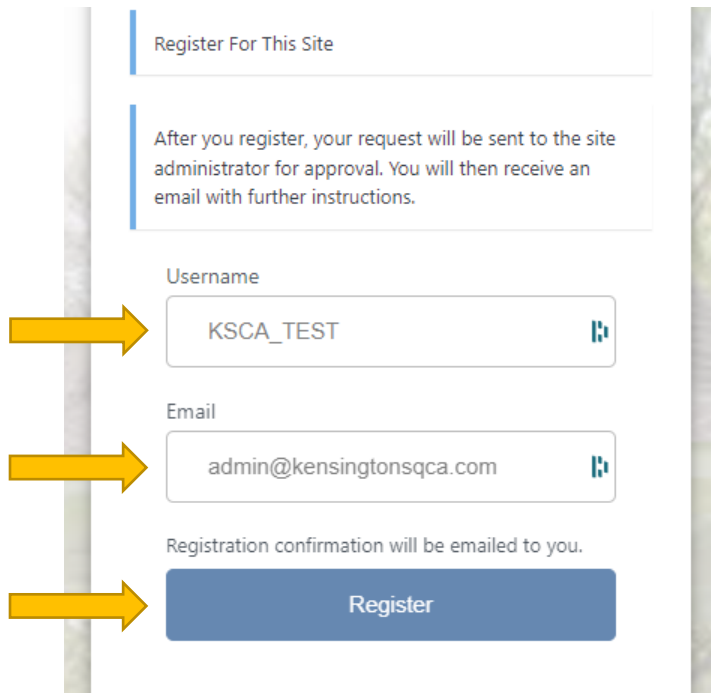 Register For This Site
After you register, your request will be sent to the site
administrator for approval. You will then receive an
email with further instructions.
Username
KSCA_TEST
Email
admin@kensingtonsqca.com
Registration confirmation will be emailed to you.
Register